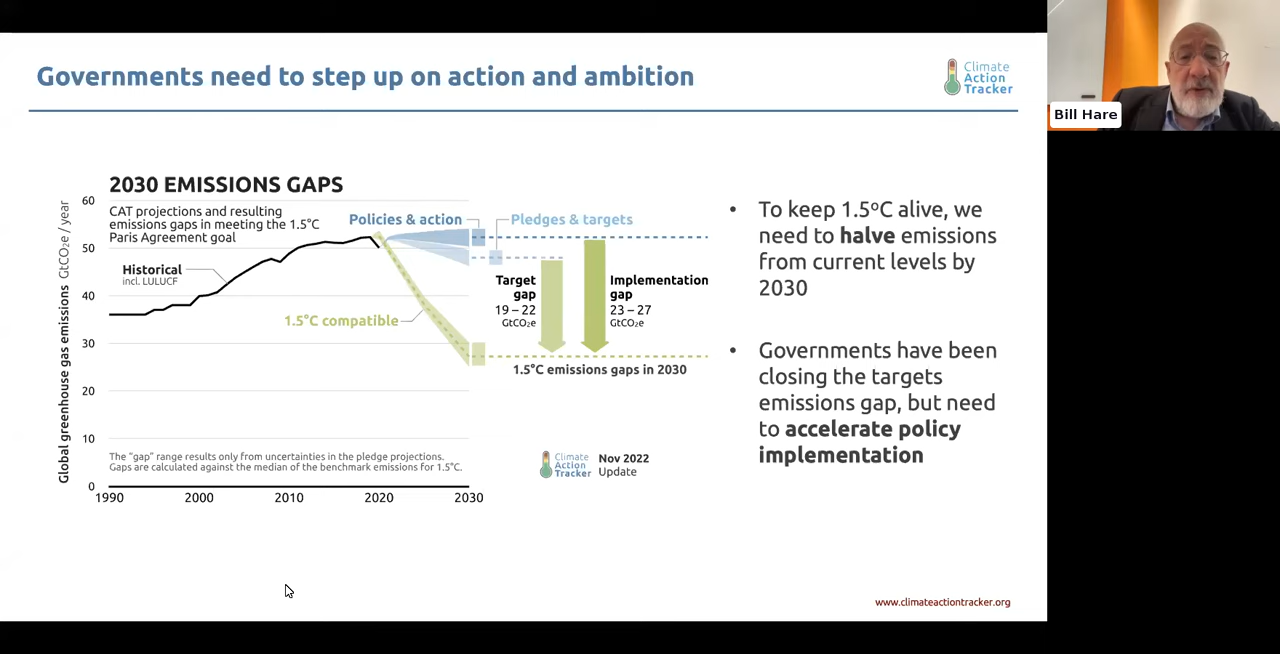 Governments need to step up on action and ambition
Climate
Action
Tracker
Bill Hare
2030 EMISSIONS GAPS
CAT projections and resulting
emissions gaps in meeting the 1.5°C
Paris Agreement goal
Global greenhouse gas emissions GtCO₂e / year
60
50
40
30
20
10
0
1990
2000
2010
2020
2030
Historical
incl. LULUCF
Policies & action
Pledges & targets
1.5°C compatible
Target
gap
19 – 22
GtCO₂e
Implementation
gap
23 – 27
GtCO₂e
1.5°C emissions gaps in 2030
The "gap" range results only from uncertainties in the pledge projections.
Gaps are calculated against the median of the benchmark emissions for 1.5°C.
Climate
Action
Tracker
Nov 2022
Update
• To keep 1.5ºC alive, we
need to halve emissions
from current levels by
2030
• Governments have been
closing the targets
emissions gap, but need
to accelerate policy
implementation
www.climateactiontracker.org